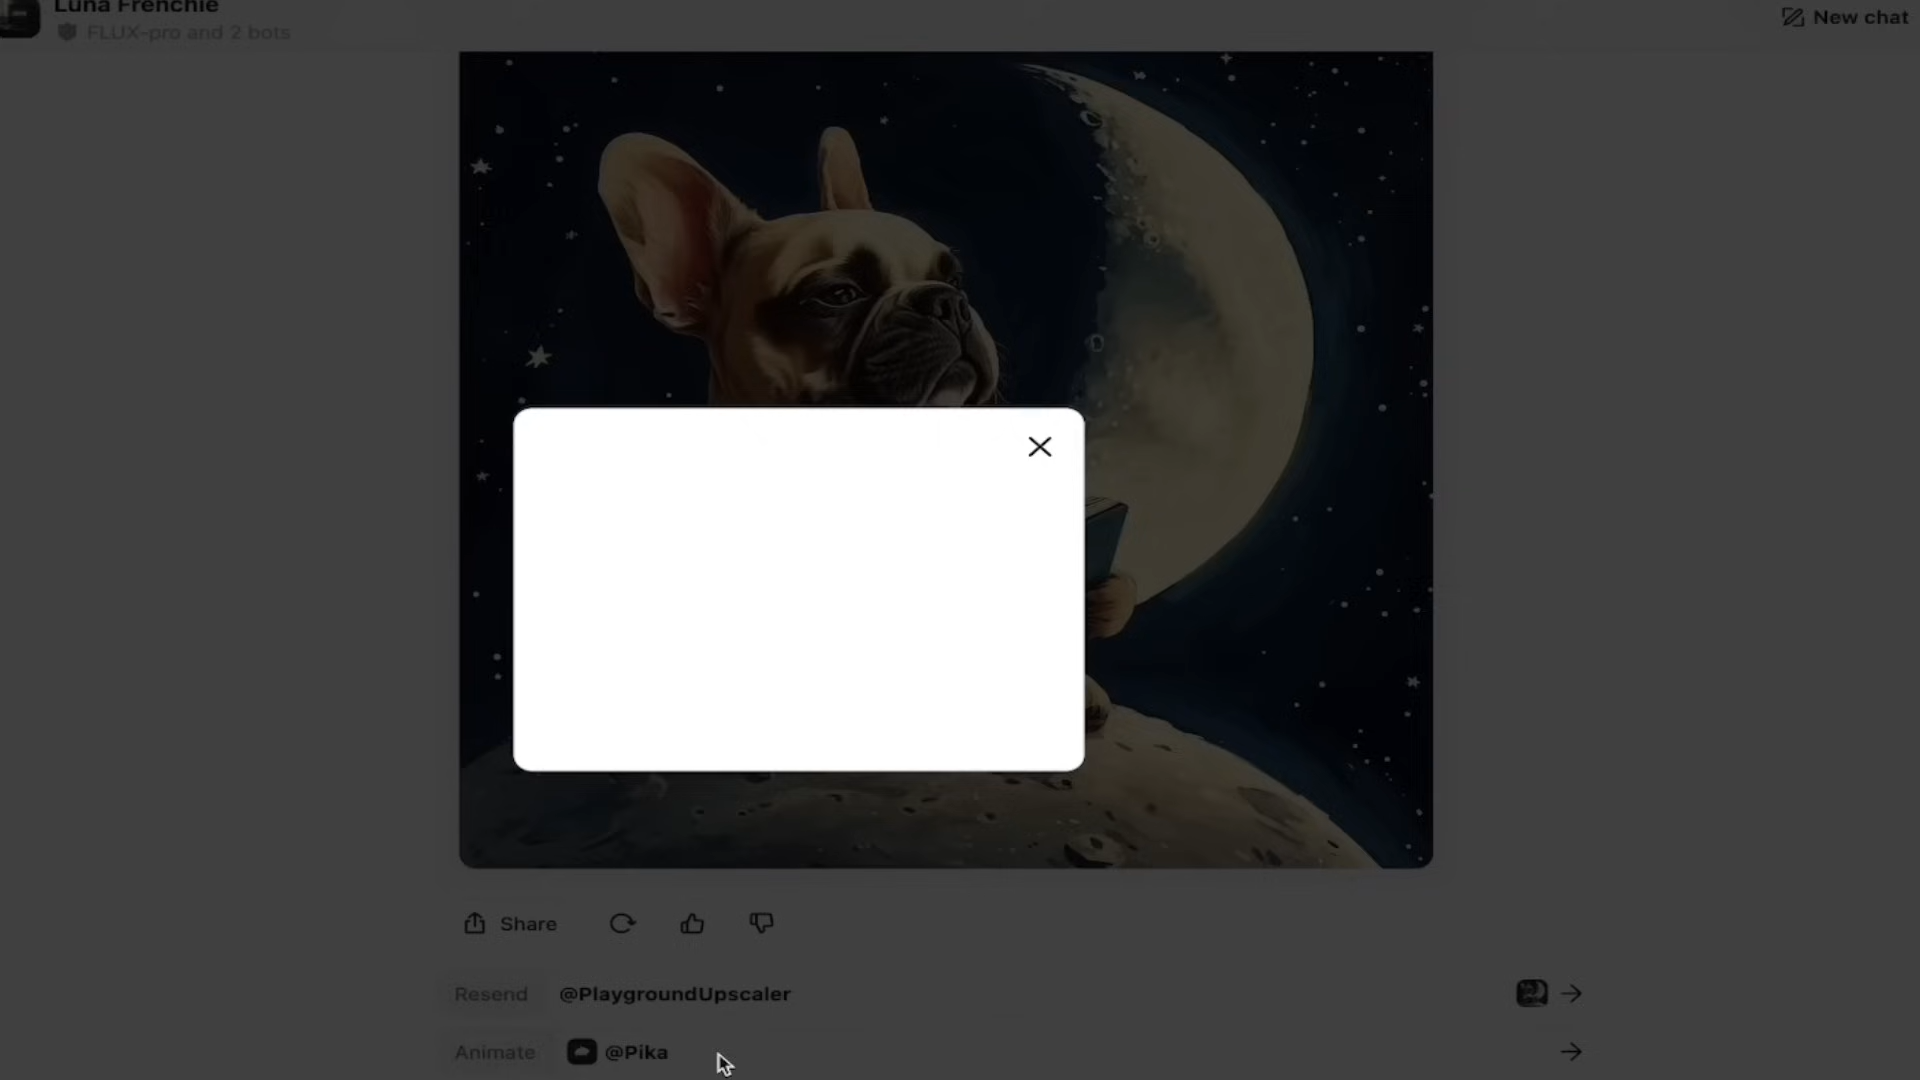 Luna Frenchie
FLUX-pro and 2 bots
New chat
Share
Resend @PlaygroundUpscaler
Animate @Pika